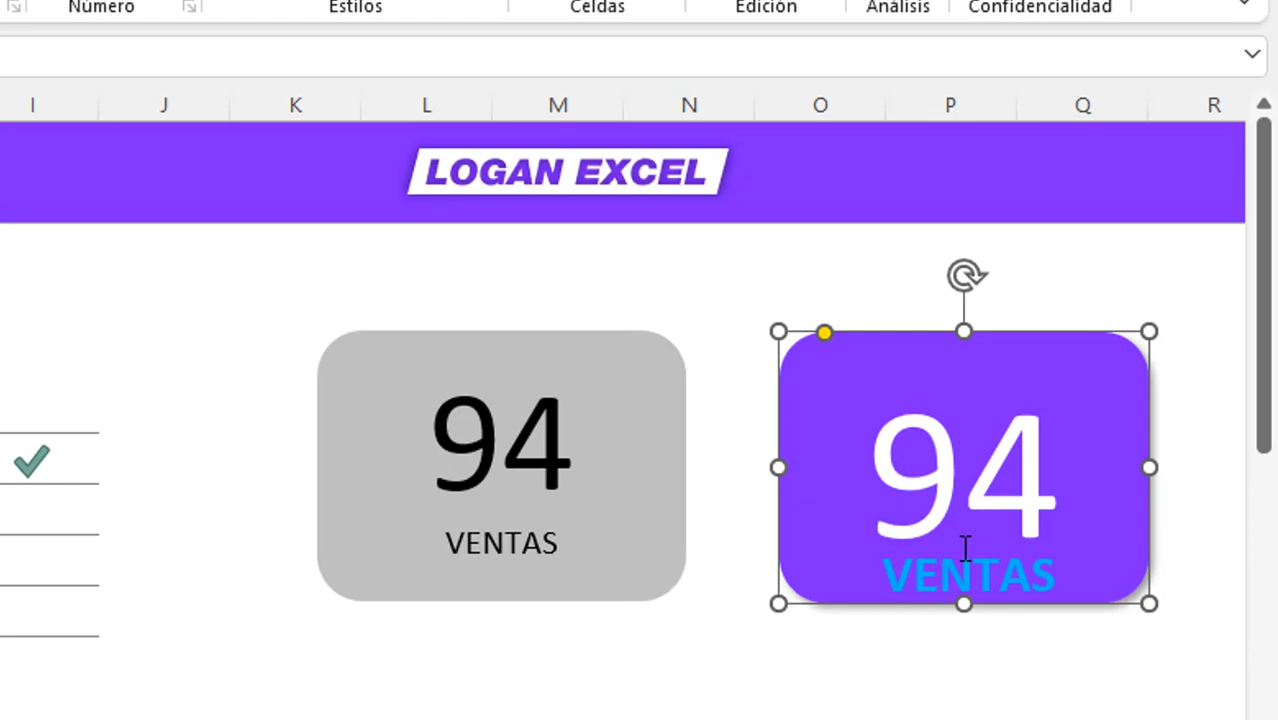 Número Estilos Celdas Edición Análisis Confidencialidad
I J K L M N O P Q R
LOGAN EXCEL
94
VENTAS
94
VENTAS